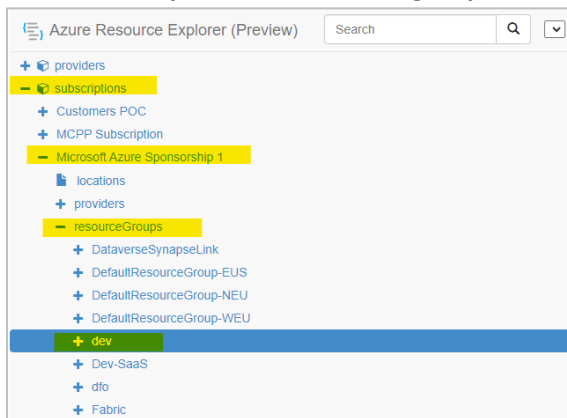 Azure Resource Explorer (Preview) Search
providers
subscriptions
Customers POC
MCPP Subscription
Microsoft Azure Sponsorship 1
locations
providers
resourceGroups
DataverseSynapseLink
DefaultResourceGroup-EUS
DefaultResourceGroup-NEU
DefaultResourceGroup-WEU
dev
Dev-SaaS
dfo
Fabric